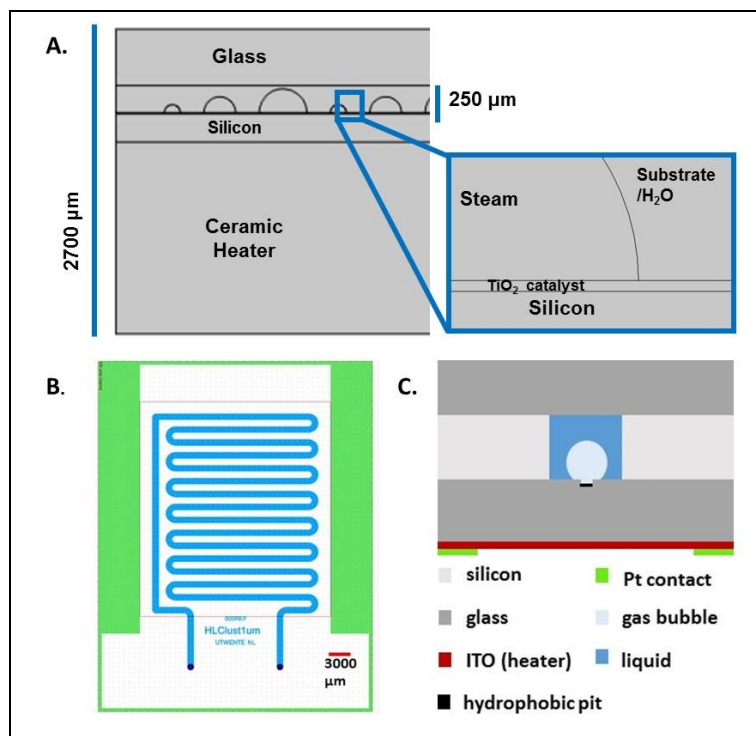 A.
Glass
250 µm
Silicon
2700 µm
Ceramic
Heater
Steam
Substrate
/H₂O
TiO₂ catalyst
Silicon
B.
HLClust1um
UTWENTE NL
3000
µm
C.
silicon
Pt contact
glass
gas bubble
ITO (heater)
liquid
hydrophobic pit